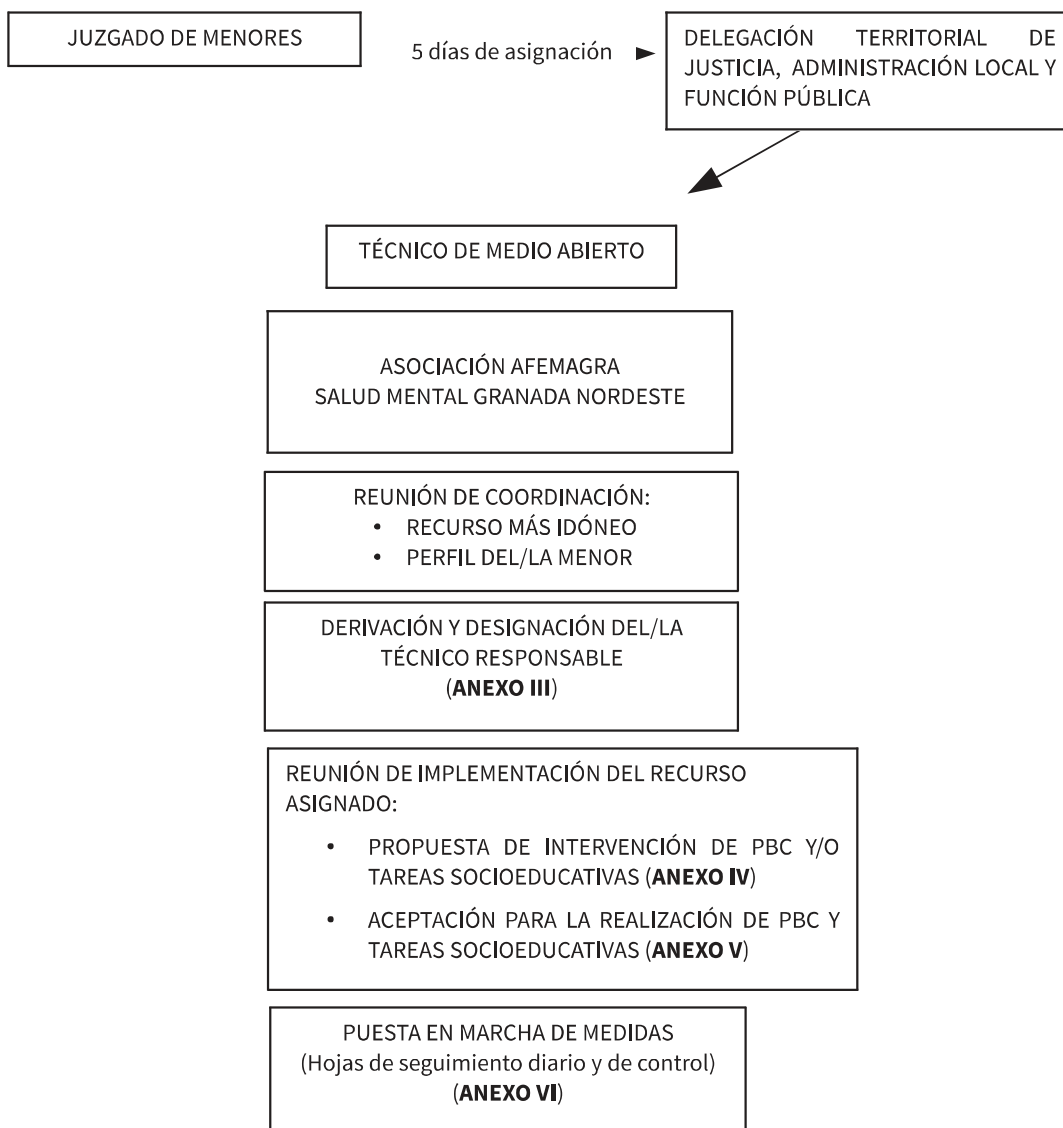 JUZGADO DE MENORES
5 días de asignación ►
DELEGACIÓN TERRITORIAL DE
JUSTICIA, ADMINISTRACIÓN LOCAL Y
FUNCIÓN PÚBLICA
TÉCNICO DE MEDIO ABIERTO
ASOCIACIÓN AFEMAGRA
SALUD MENTAL GRANADA NORDESTE
REUNIÓN DE COORDINACIÓN:
• RECURSO MÁS IDÓNEO
• PERFIL DEL/LA MENOR
DERIVACIÓN Y DESIGNACIÓN DEL/LA
TÉCNICO RESPONSABLE
(ANEXO III)
REUNIÓN DE IMPLEMENTACIÓN DEL RECURSO
ASIGNADO:
• PROPUESTA DE INTERVENCIÓN DE PBC Y/O
TAREAS SOCIOEDUCATIVAS (ANEXO IV)
• ACEPTACIÓN PARA LA REALIZACIÓN DE PBC Y
TAREAS SOCIOEDUCATIVAS (ANEXO V)
PUESTA EN MARCHA DE MEDIDAS
(Hojas de seguimiento diario y de control)
(ANEXO VI)